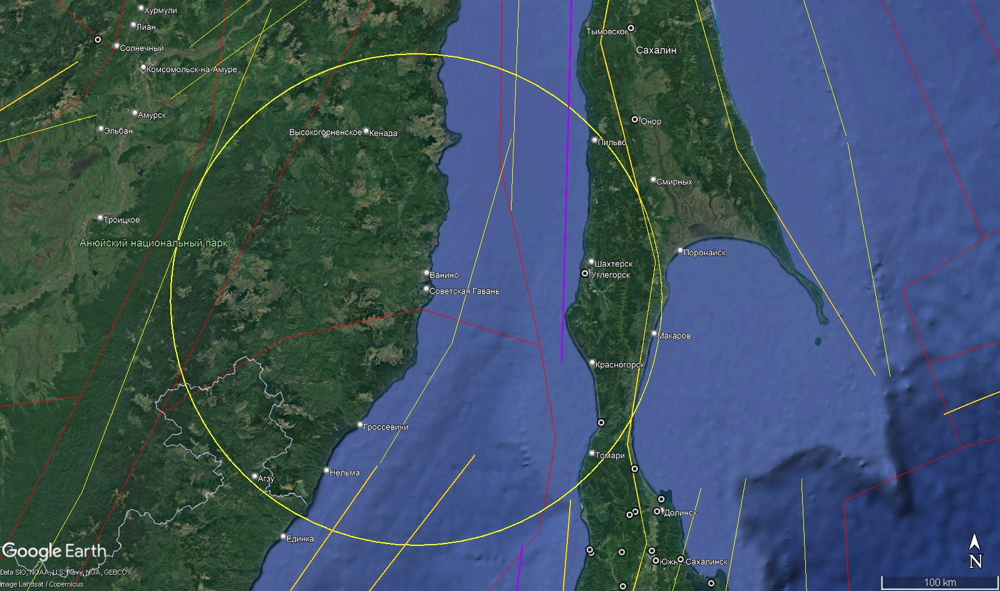 Хурмули
Лиан
Тымовское
Солнечный
Сахали́н
Комсомольск-на-Амуре
Амурск
Онор
Эльбан
Высокогорненское
Кенада
Пильво
Смирных
Троицкое
Анюйский национальный парк
Поронайск
Шахтерск
Ванино
Углегорск
Советская Гавань
Макаров
Красногорск
Гроссевичи
Томари
Нельма
Агзу
Долинск
Единка
Google Earth
Южно-Сахалинск
N
Data SIO, NOAA, U.S. Navy, NGA, GEBCO
Image Landsat / Copernicus
100 km